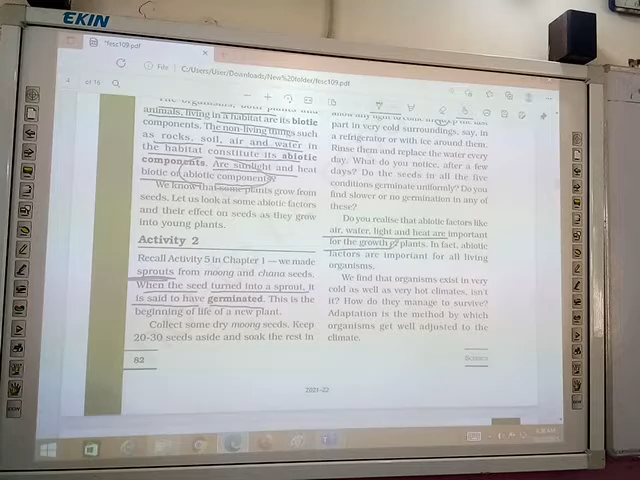 EKIN
*fesc109.pdf
File
C:/Users/User/Downloads/New%20folder/fesc109.pdf
4 of 16
The organisms, both plants and
animals, living in a habitat are its biotic
components. The non-living things such
as rocks, soil, air and water in
the habitat constitute its abiotic
components. Are sunlight and heat
biotic or abiotic components?
We know that some plants grow from
seeds. Let us look at some abiotic factors
and their effect on seeds as they grow
into young plants.
Activity 2
Recall Activity 5 in Chapter 1 — we made
sprouts from moong and chana seeds.
When the seed turned into a sprout, it
is said to have germinated. This is the
beginning of life of a new plant.
Collect some dry moong seeds. Keep
20-30 seeds aside and soak the rest in
82
part in very cold surroundings, say, in
a refrigerator or with ice around them.
Rinse them and replace the water every
day. What do you notice, after a few
days? Do the seeds in all the five
conditions germinate uniformly? Do you
find slower or no germination in any of
these?
Do you realise that abiotic factors like
air, water, light and heat are important
for the growth of plants. In fact, abiotic
factors are important for all living
organisms.
We find that organisms exist in very
cold as well as very hot climates, isn't
it? How do they manage to survive?
Adaptation is the method by which
organisms get well adjusted to the
climate.
Science
2021-22